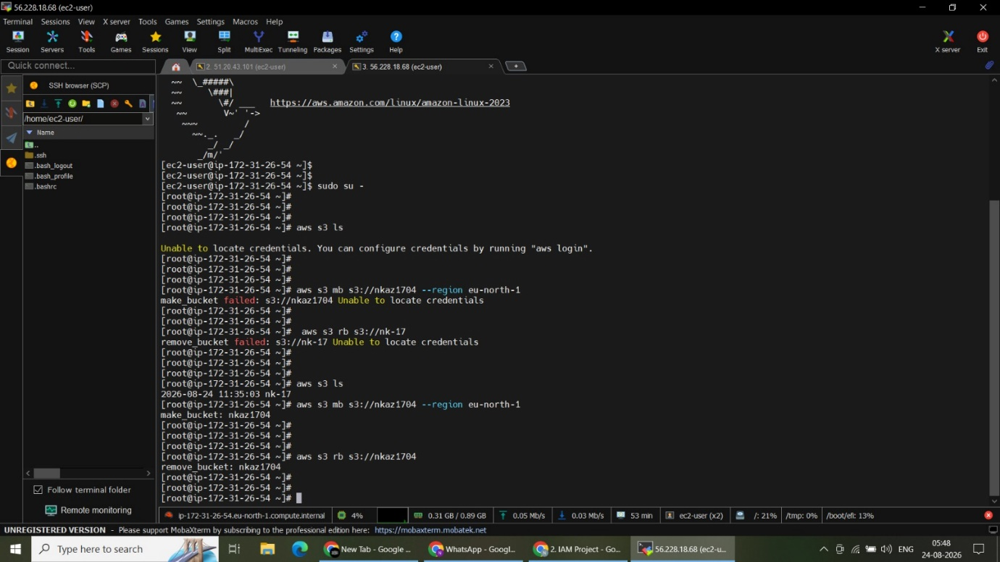 56.228.18.68 (ec2-user)
Terminal Sessions View X server Tools Games Settings Macros Help
Session Servers Tools Games Sessions View Split MultiExec Tunneling Packages Settings Help X server Exit
Quick connect...
2. 51.20.43.101 (ec2-user)
3. 56.228.18.68 (ec2-user)
SSH browser (SCP)
/home/ec2-user/
Name
..
.ssh
.bash_logout
.bash_profile
.bashrc
Follow terminal folder
Remote monitoring
~~  \_#####\
~~     \###|
~~       \#/ ___   https://aws.amazon.com/linux/amazon-linux-2023
~~       V~' '->
~~~         /
~~._.   _/
_/ _/
_/m/'
[ec2-user@ip-172-31-26-54 ~]$
[ec2-user@ip-172-31-26-54 ~]$
[ec2-user@ip-172-31-26-54 ~]$ sudo su -
[root@ip-172-31-26-54 ~]#
[root@ip-172-31-26-54 ~]#
[root@ip-172-31-26-54 ~]#
[root@ip-172-31-26-54 ~]# aws s3 ls
Unable to locate credentials. You can configure credentials by running "aws login".
[root@ip-172-31-26-54 ~]#
[root@ip-172-31-26-54 ~]#
[root@ip-172-31-26-54 ~]#
[root@ip-172-31-26-54 ~]# aws s3 mb s3://nkaz1704 --region eu-north-1
make_bucket failed: s3://nkaz1704 Unable to locate credentials
[root@ip-172-31-26-54 ~]#
[root@ip-172-31-26-54 ~]#
[root@ip-172-31-26-54 ~]#  aws s3 rb s3://nk-17
remove_bucket failed: s3://nk-17 Unable to locate credentials
[root@ip-172-31-26-54 ~]#
[root@ip-172-31-26-54 ~]#
[root@ip-172-31-26-54 ~]#
[root@ip-172-31-26-54 ~]# aws s3 ls
2026-08-24 11:35:03 nk-17
[root@ip-172-31-26-54 ~]# aws s3 mb s3://nkaz1704 --region eu-north-1
make_bucket: nkaz1704
[root@ip-172-31-26-54 ~]#
[root@ip-172-31-26-54 ~]#
[root@ip-172-31-26-54 ~]#
[root@ip-172-31-26-54 ~]# aws s3 rb s3://nkaz1704
remove_bucket: nkaz1704
[root@ip-172-31-26-54 ~]#
[root@ip-172-31-26-54 ~]#
[root@ip-172-31-26-54 ~]#
ip-172-31-26-54.eu-north-1.compute.internal 4% 0.31 GB / 0.89 GB 0.05 Mb/s 0.03 Mb/s 53 min ec2-user (x2) /: 21% /tmp: 0% /boot/efi: 13%
UNREGISTERED VERSION - Please support MobaXterm by subscribing to the professional edition here: https://mobaxterm.mobatek.net
Type here to search
New Tab - Google ...
WhatsApp - Googl...
2. IAM Project - Go...
56.228.18.68 (ec2-u...
ENG
05:48
24-08-2026